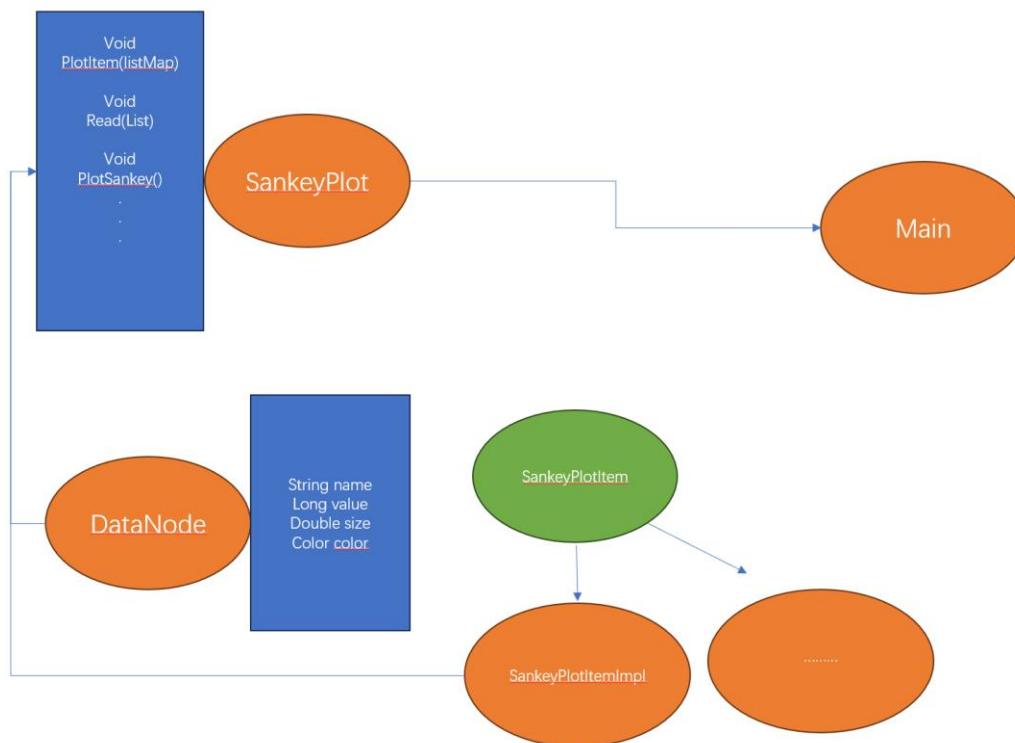 Void
PlotItem(listMap)
Void
Read(List)
Void
PlotSankey()
.
.
.
SankeyPlot
Main
DataNode
String name
Long value
Double size
Color color
SankeyPlotItem
SankeyPlotItemImpl
………